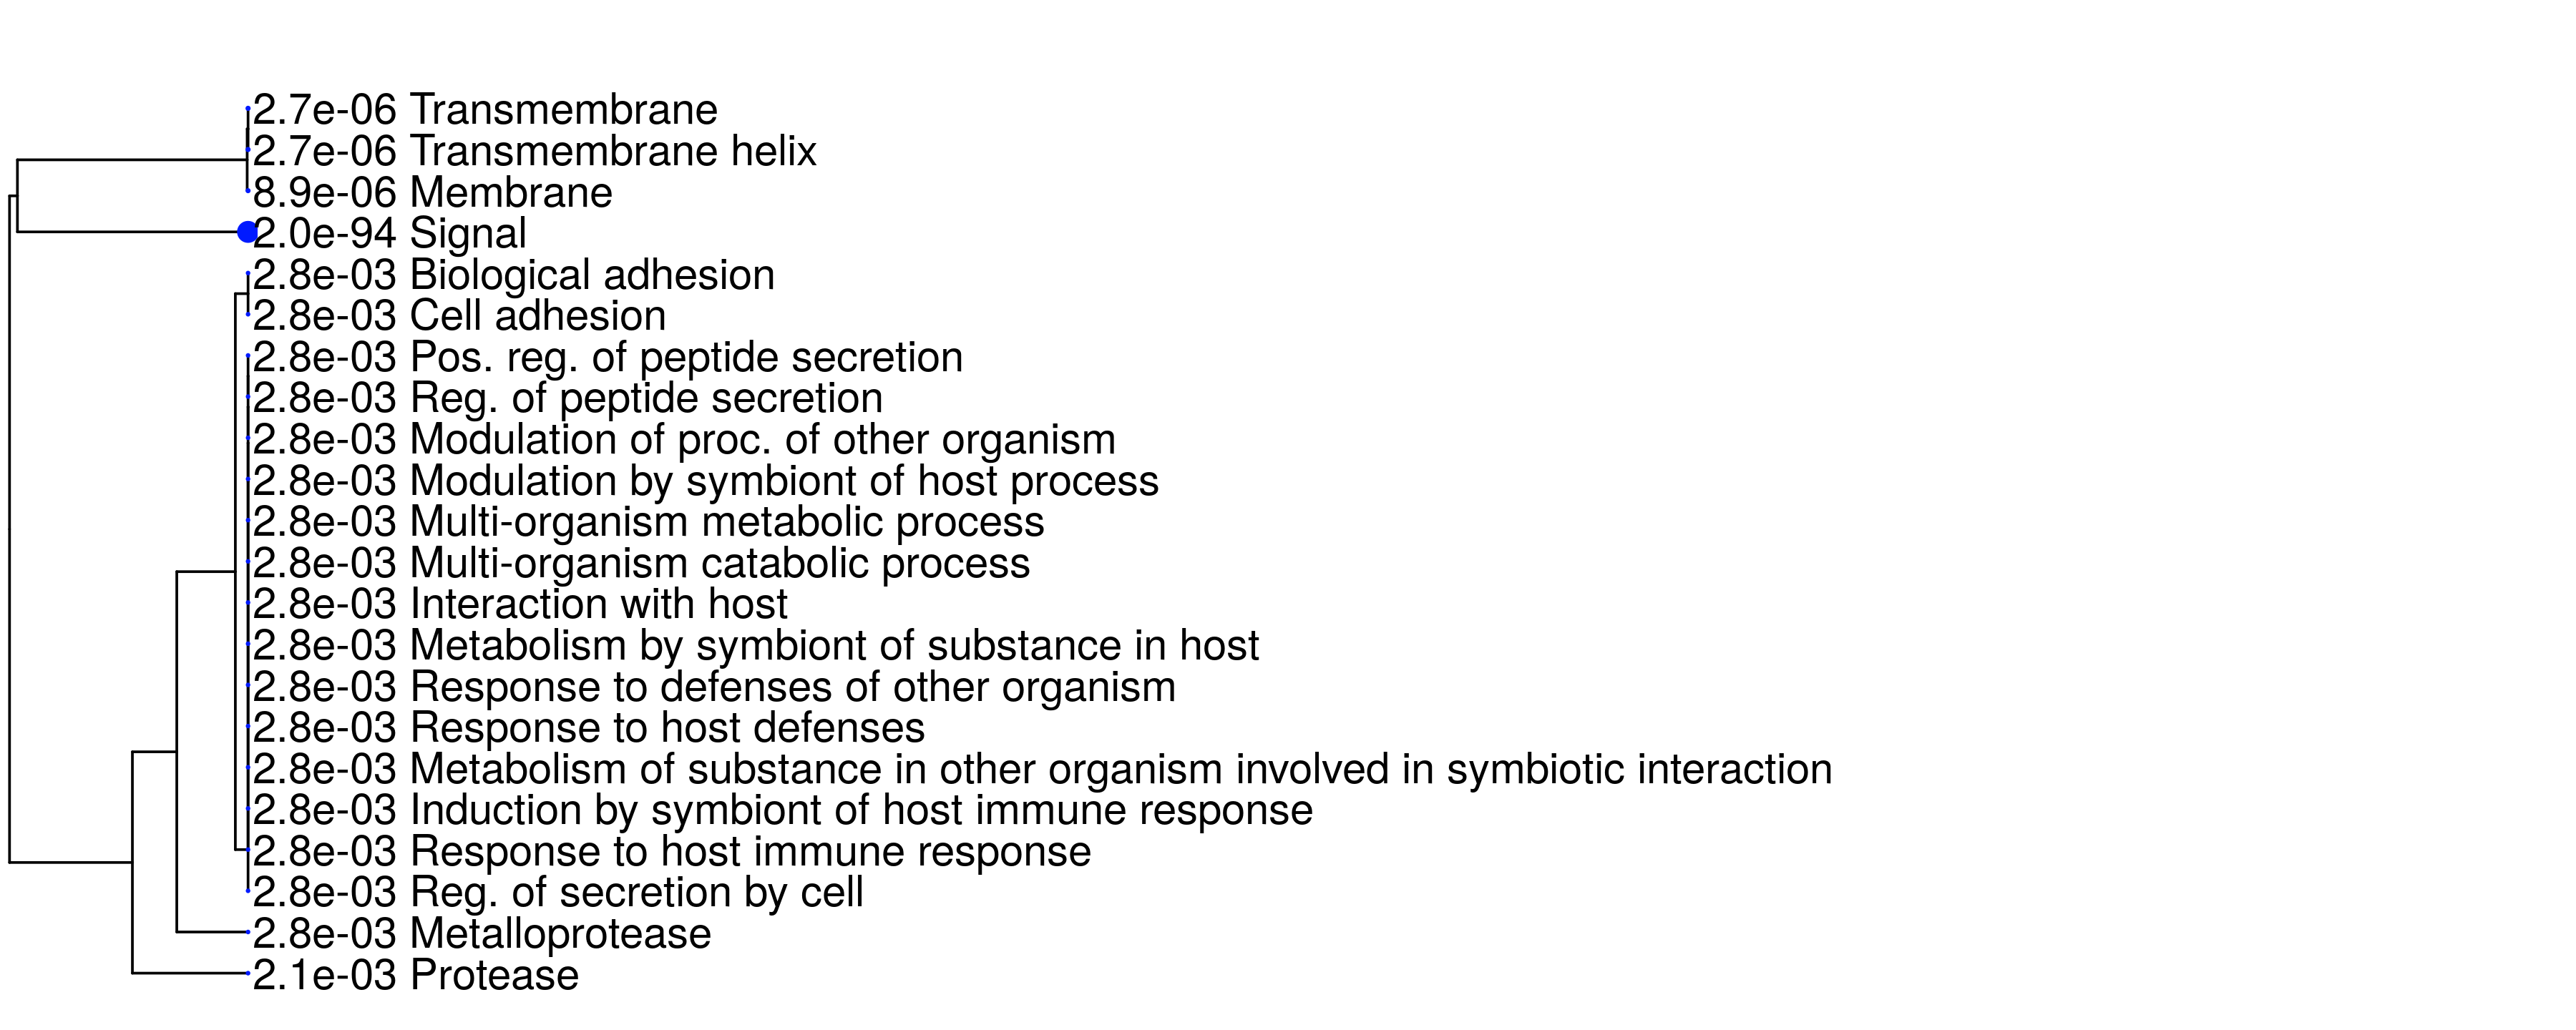 2.7e-06 Transmembrane
2.7e-06 Transmembrane helix
8.9e-06 Membrane
2.0e-94 Signal
2.8e-03 Biological adhesion
2.8e-03 Cell adhesion
2.8e-03 Pos. reg. of peptide secretion
2.8e-03 Reg. of peptide secretion
2.8e-03 Modulation of proc. of other organism
2.8e-03 Modulation by symbiont of host process
2.8e-03 Multi-organism metabolic process
2.8e-03 Multi-organism catabolic process
2.8e-03 Interaction with host
2.8e-03 Metabolism by symbiont of substance in host
2.8e-03 Response to defenses of other organism
2.8e-03 Response to host defenses
2.8e-03 Metabolism of substance in other organism involved in symbiotic interaction
2.8e-03 Induction by symbiont of host immune response
2.8e-03 Response to host immune response
2.8e-03 Reg. of secretion by cell
2.8e-03 Metalloprotease
2.1e-03 Protease